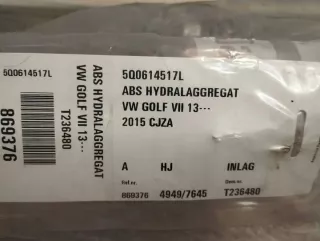 5Q0614517L
ABS HYDRALAGGREGAT
VW GOLF VII 13...
T236480
869376
5Q0614517L
ABS HYDRALAGGREGAT
VW GOLF VII 13...
2015 CJZA
A HJ INLAG
869376 4949/7645 T236480